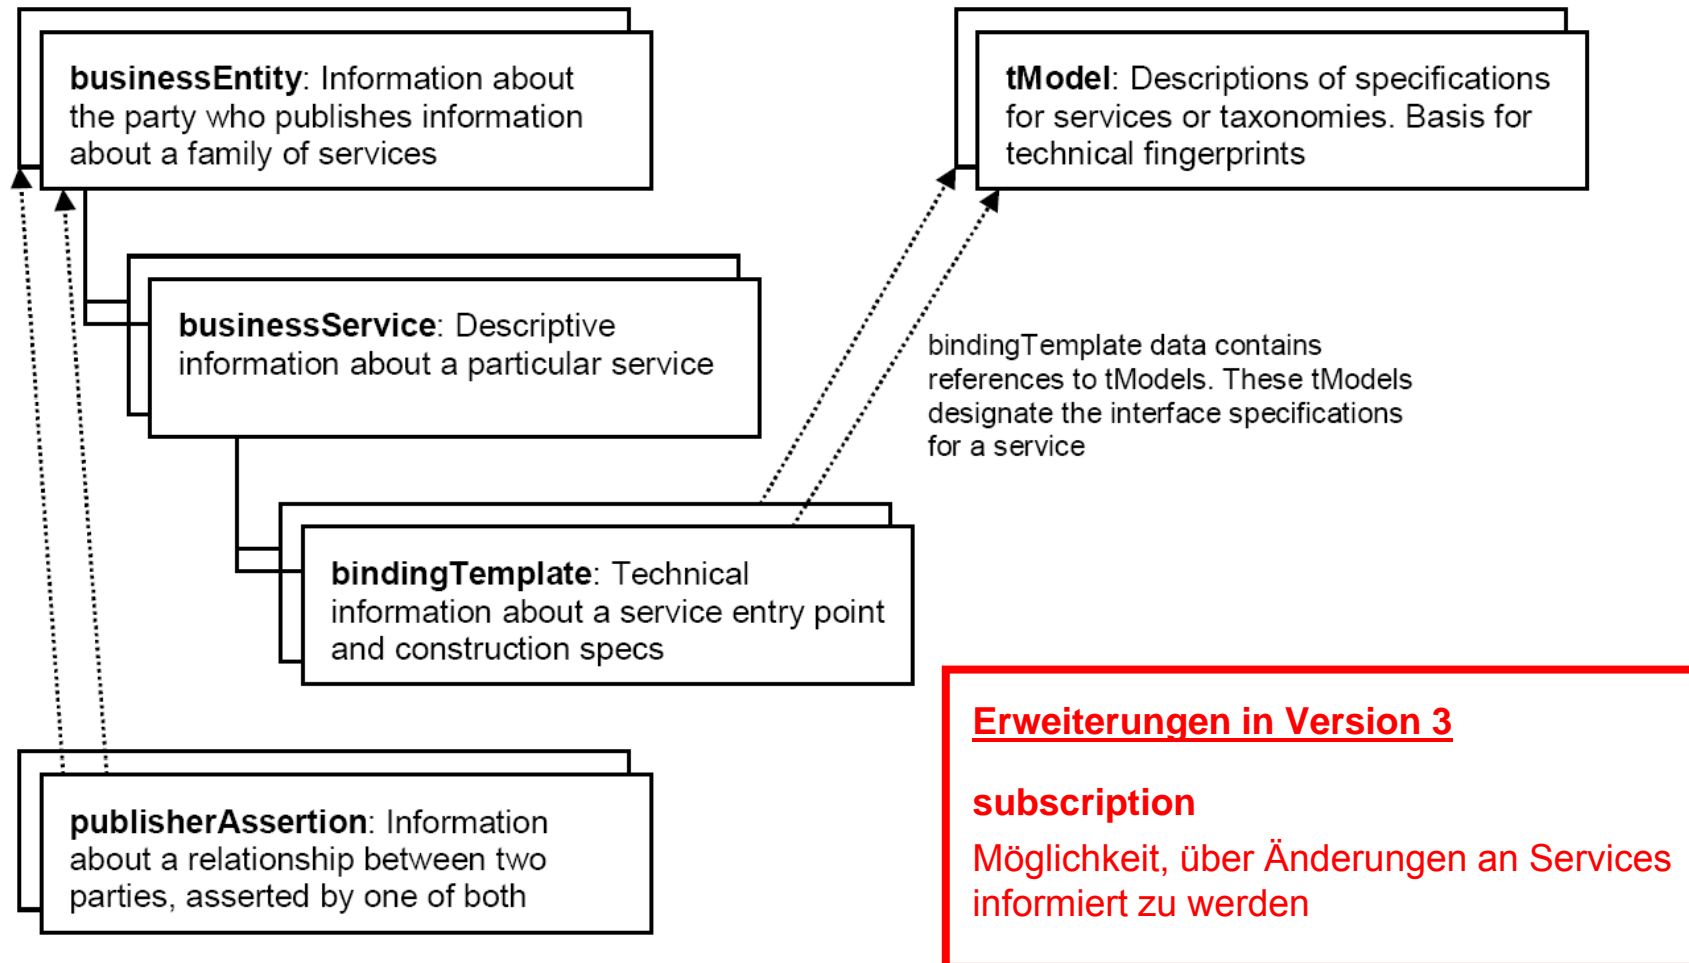 businessEntity: Information about
the party who publishes information
about a family of services
tModel: Descriptions of specifications
for services or taxonomies. Basis for
technical fingerprints
businessService: Descriptive
information about a particular service
bindingTemplate data contains
references to tModels. These tModels
designate the interface specifications
for a service
bindingTemplate: Technical
information about a service entry point
and construction specs
publisherAssertion: Information
about a relationship between two
parties, asserted by one of both
Erweiterungen in Version 3
subscription
Möglichkeit, über Änderungen an Services
informiert zu werden